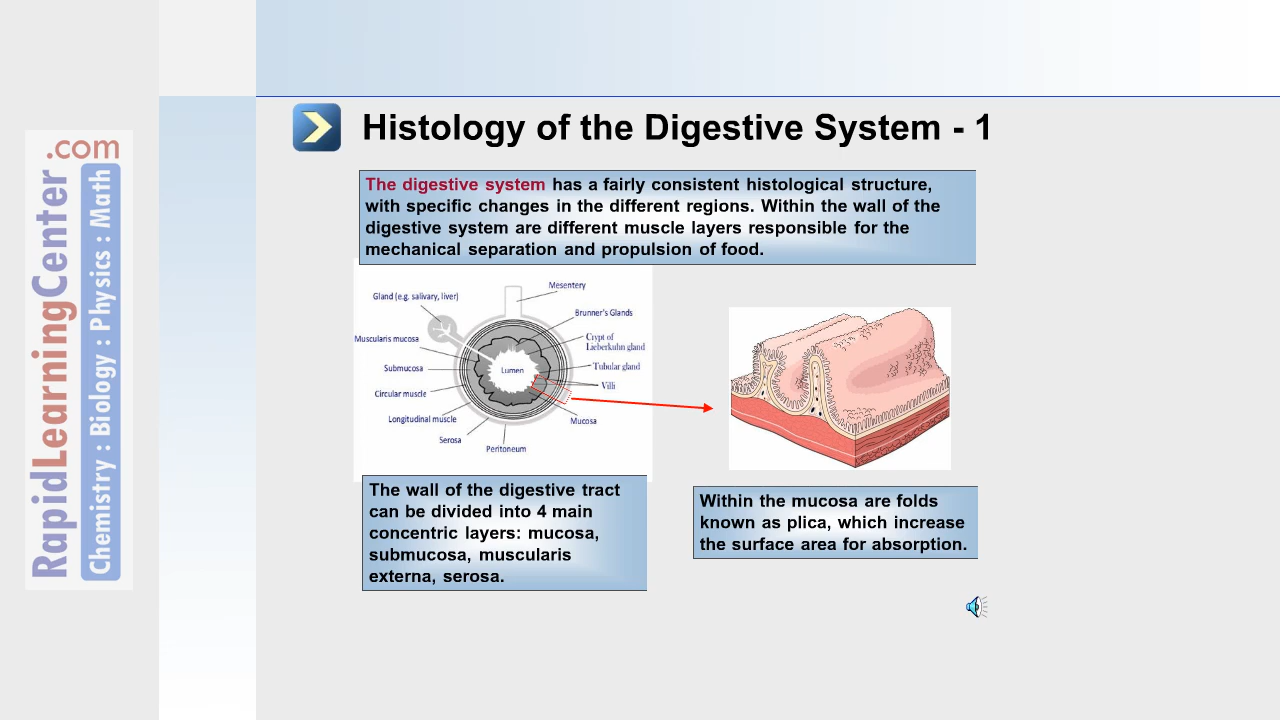 Histology of the Digestive System - 1
The digestive system has a fairly consistent histological structure,
with specific changes in the different regions. Within the wall of the
digestive system are different muscle layers responsible for the
mechanical separation and propulsion of food.
Mesentery
Gland (e.g. salivary, liver)
Brunner's Glands
Muscularis mucosa
Crypt of
Lieberkuhn gland
Submucosa
Lumen
Tubular gland
Villi
Circular muscle
Longitudinal muscle
Mucosa
Serosa
Peritoneum
The wall of the digestive tract
can be divided into 4 main
concentric layers: mucosa,
submucosa, muscularis
externa, serosa.
Within the mucosa are folds
known as plica, which increase
the surface area for absorption.
RapidLearningCenter
.com
Chemistry : Biology : Physics : Math